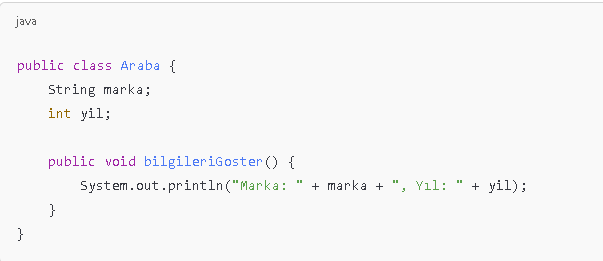 java
public class Araba {
    String marka;
    int yil;
    public void bilgileriGoster() {
        System.out.println("Marka: " + marka + ", Yıl: " + yil);
    }
}